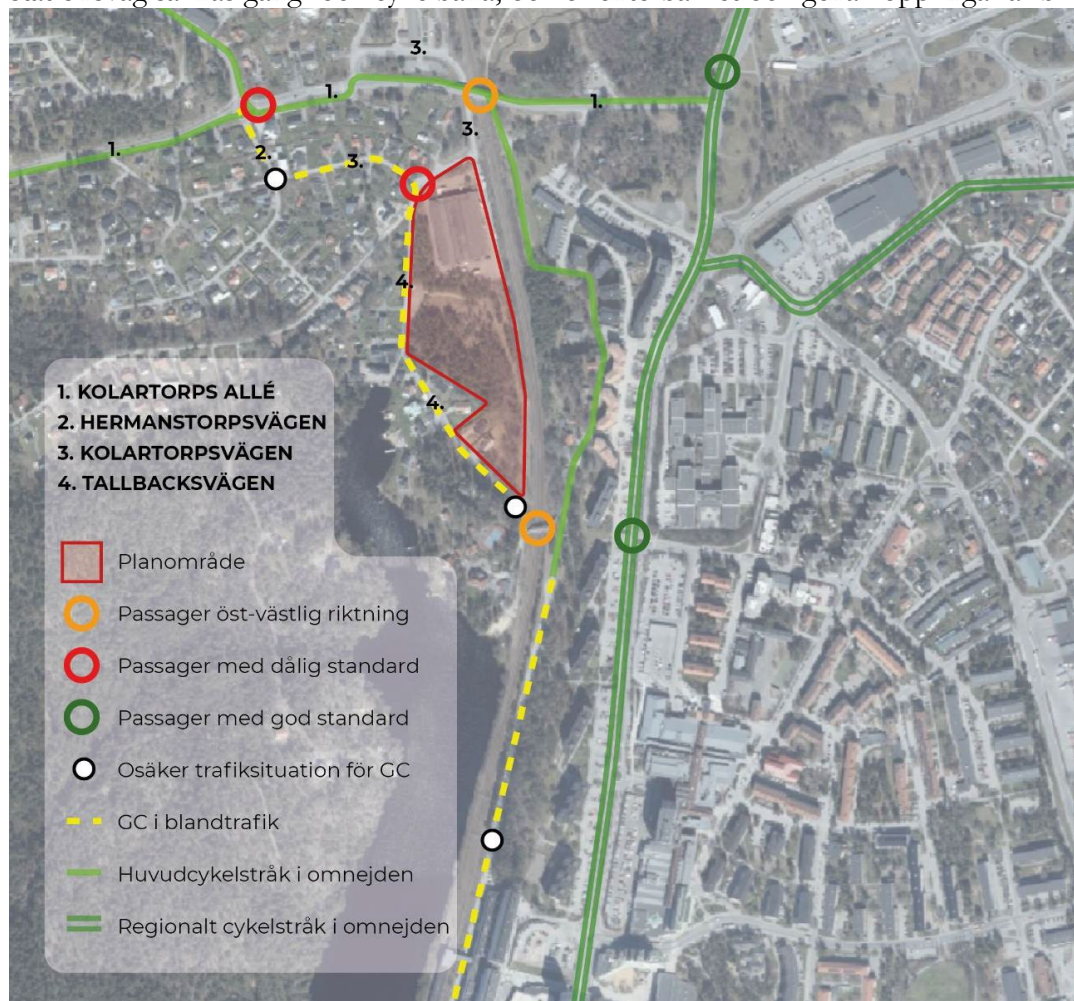 3.
1.
1.
3.
1.
2.
3.
4.
4.
1. KOLARTORPS ALLÉ
2. HERMANSTORPSVÄGEN
3. KOLARTORPSVÄGEN
4. TALLBACKSVÄGEN
Planområde
Passager öst-västlig riktning
Passager med dålig standard
Passager med god standard
Osäker trafiksituation för GC
GC i blandtrafik
Huvudcykelstråk i omnejden
Regionalt cykelstråk i omnejden